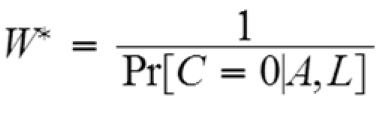 W* = 1 / Pr[C = 0|A, L]